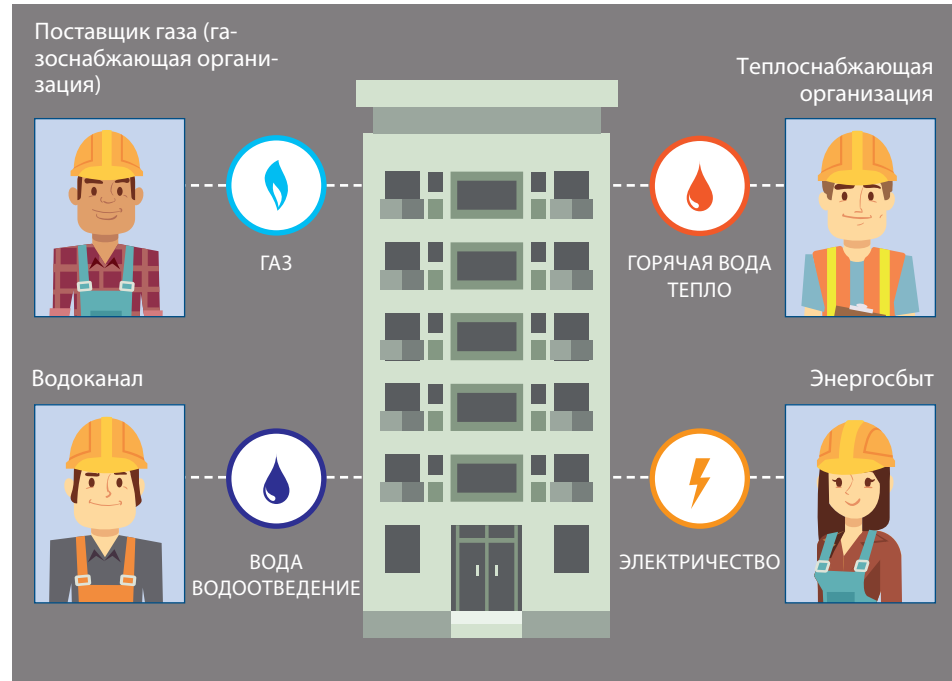 Поставщик газа (га-
зоснабжающая органи-
зация)
Теплоснабжающая
организация
ГАЗ
ГОРЯЧАЯ ВОДА
ТЕПЛО
Водоканал
Энергосбыт
ВОДА
ВОДООТВЕДЕНИЕ
ЭЛЕКТРИЧЕСТВО